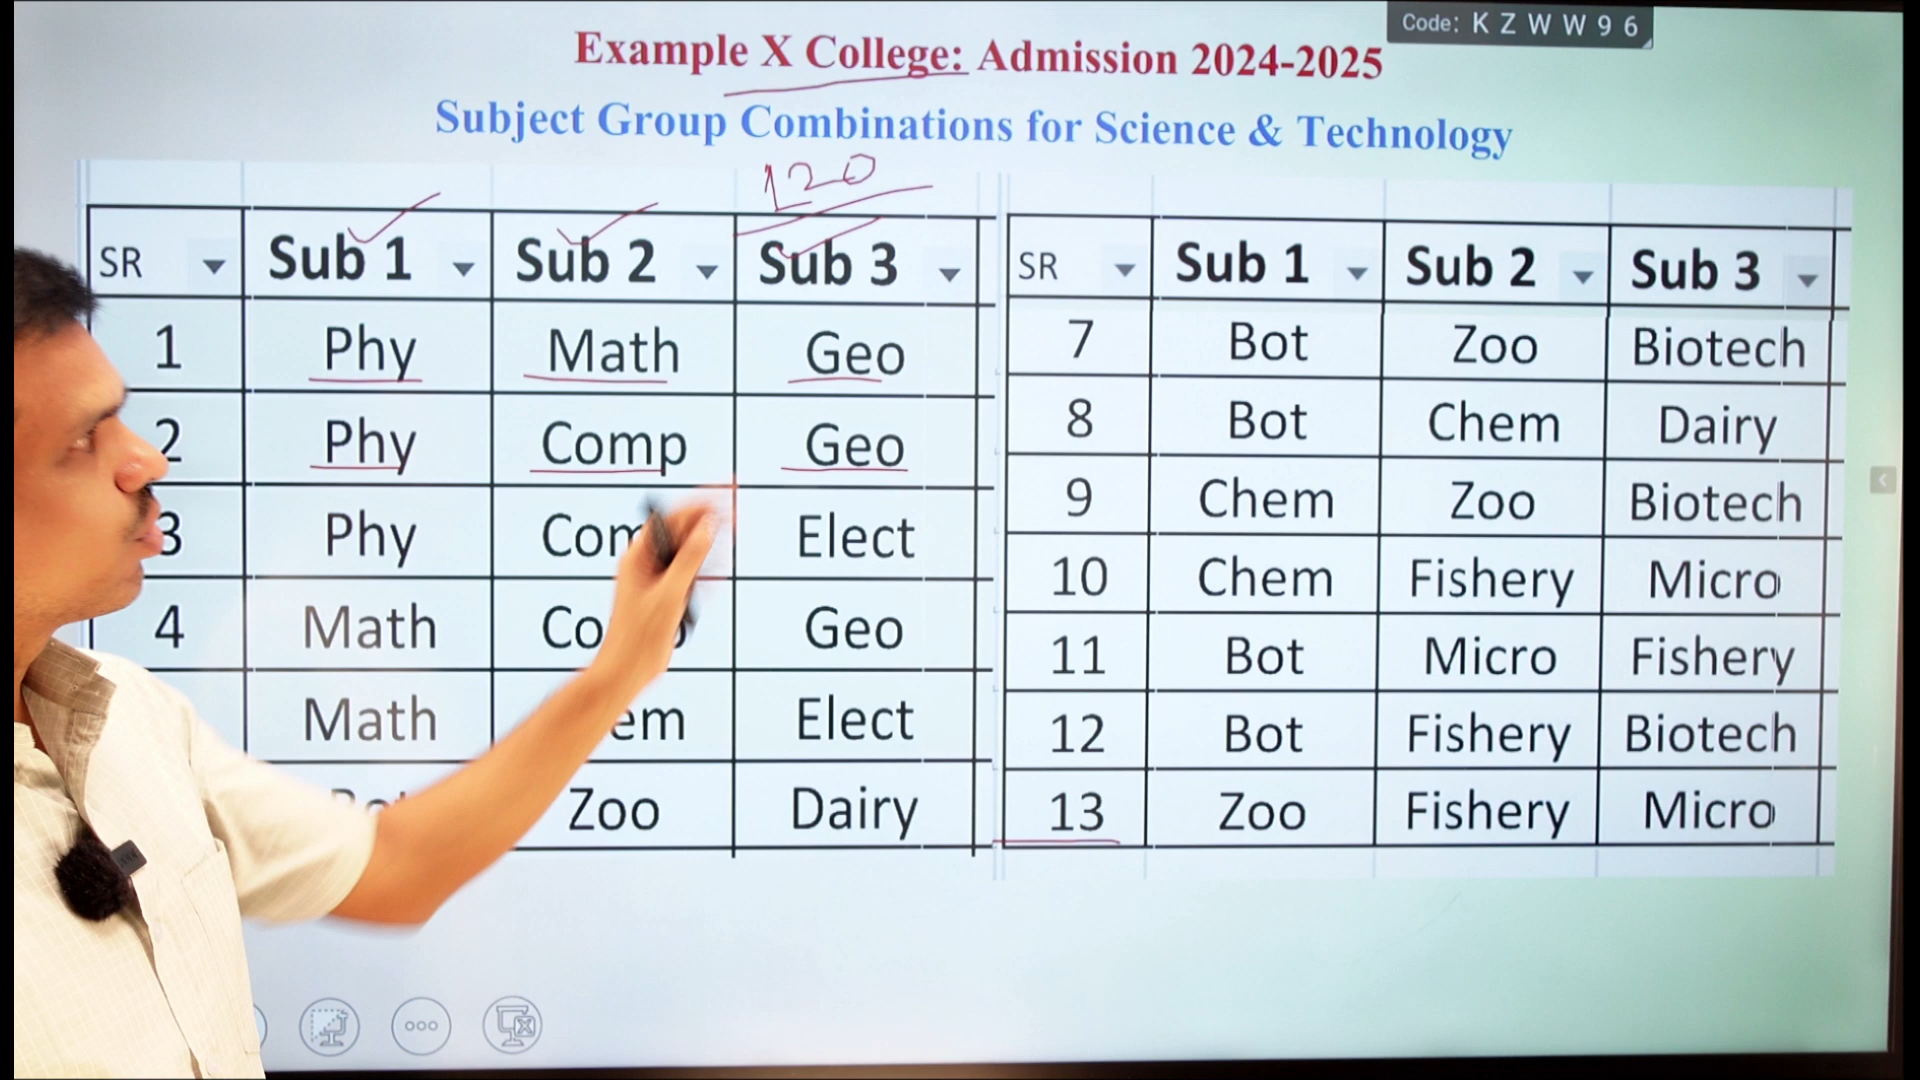 Code: K Z W W 9 6
Example X College: Admission 2024-2025
Subject Group Combinations for Science & Technology
120
SR Sub 1 Sub 2 Sub 3
1 Phy Math Geo
2 Phy Comp Geo
3 Phy Com Elect
4 Math Co Geo
Math em Elect
Zoo Dairy
SR Sub 1 Sub 2 Sub 3
7 Bot Zoo Biotech
8 Bot Chem Dairy
9 Chem Zoo Biotech
10 Chem Fishery Micro
11 Bot Micro Fishery
12 Bot Fishery Biotech
13 Zoo Fishery Micro